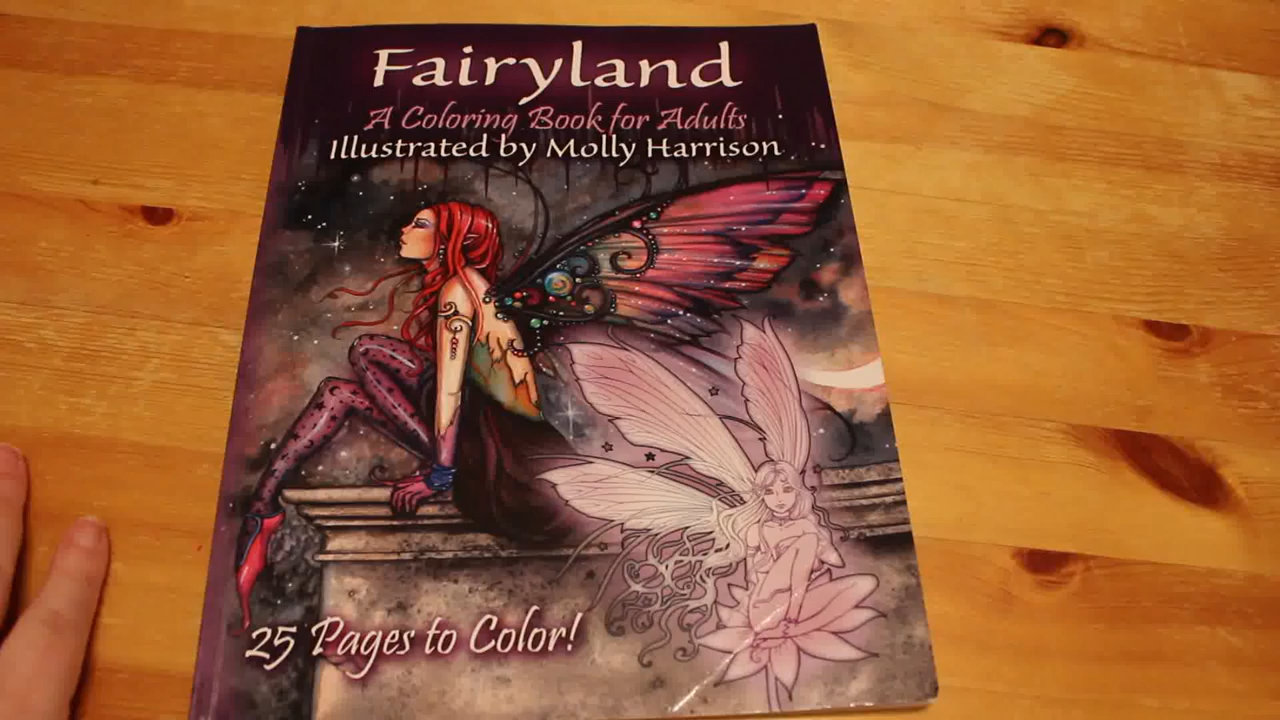 Fairyland
A Coloring Book for Adults
Illustrated by Molly Harrison
25 Pages to Color!